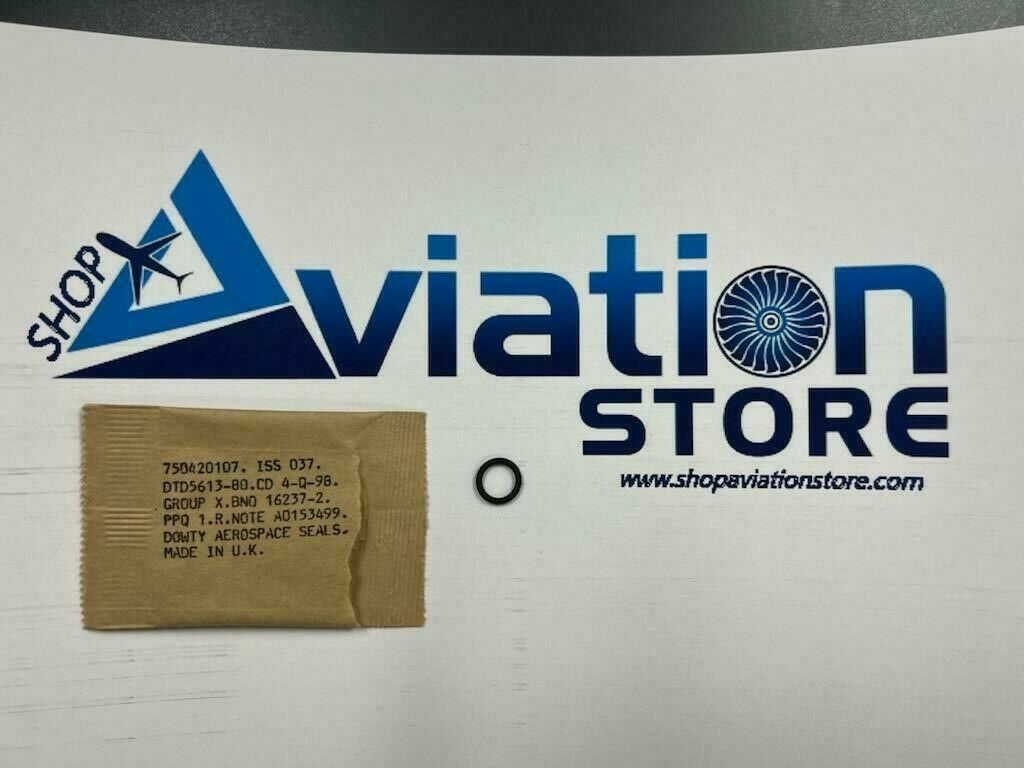 SHOP
Aviation
STORE
www.shopaviationstore.com
750420107. ISS 037.
DTD5613-80.CD 4-Q-98.
GROUP X.BNO 16237-2.
PPQ 1.R.NOTE A0153499.
DOWTY AEROSPACE SEALS.
MADE IN U.K.